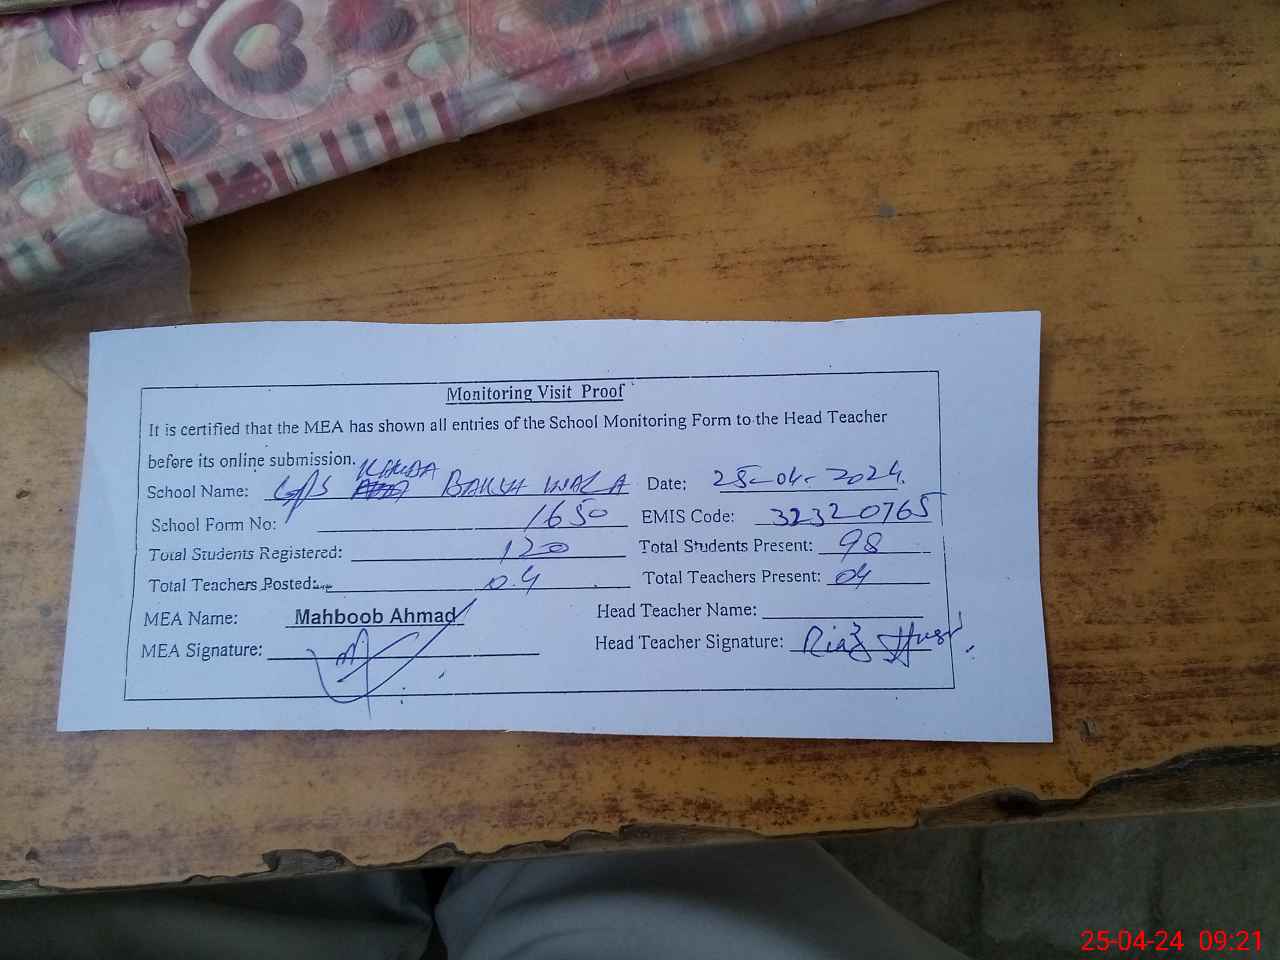 Monitoring Visit Proof
It is certified that the MEA has shown all entries of the School Monitoring Form to the Head Teacher
before its online submission.
School Name: GPS KHUDA BAKSH WALA Date: 25-04-2024
School Form No: 1650 EMIS Code: 32320765
Total Students Registered: 120 Total Students Present: 98
Total Teachers Posted: 04 Total Teachers Present: 04
MEA Name: Mahboob Ahmad Head Teacher Name:
MEA Signature: Head Teacher Signature: Riaz
25-04-24 09:21